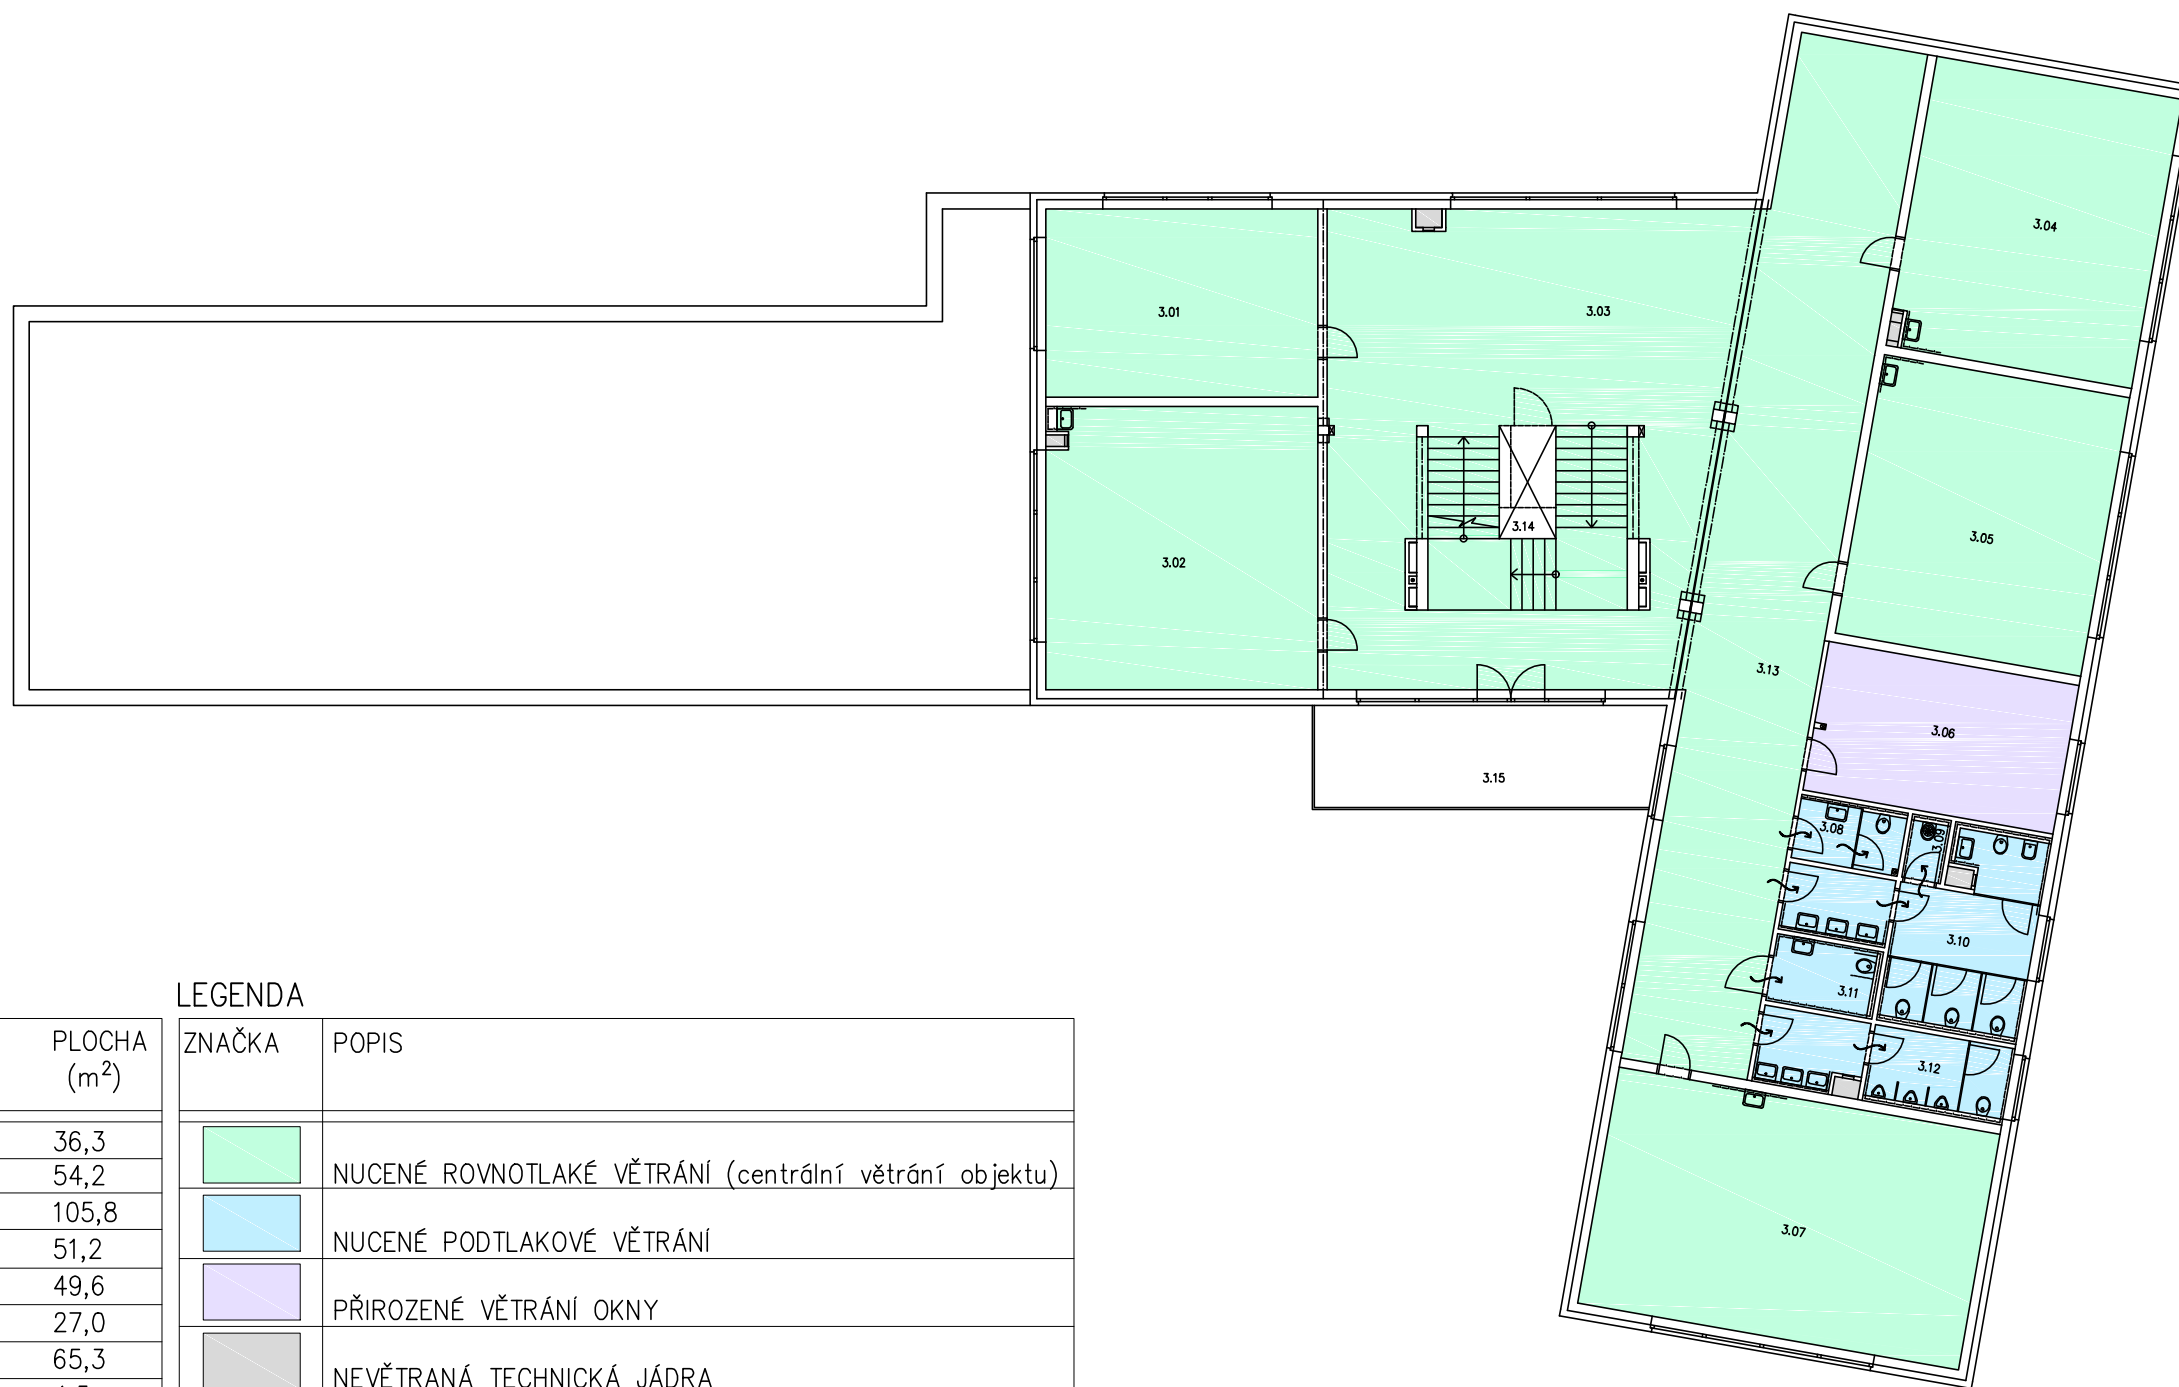 3.04
3.01
3.03
3.14
3.05
3.02
3.13
3.06
3.15
3.08
3.09
3.10
3.11
3.12
3.07
LEGENDA
PLOCHA
(m²)
36,3
54,2
105,8
51,2
49,6
27,0
65,3
ZNAČKA POPIS
NUCENÉ ROVNOTLAKÉ VĚTRÁNÍ (centrální větrání objektu)
NUCENÉ PODTLAKOVÉ VĚTRÁNÍ
PŘIROZENÉ VĚTRÁNÍ OKNY
NEVĚTRANÁ TECHNICKÁ JÁDRA